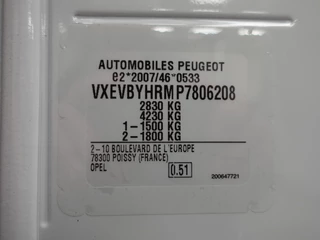 AUTOMOBILES PEUGEOT
e2*2007/46*0533
VXEVBYHRMP7806208
2830 KG
4230 KG
1-1500 KG
2-1800 KG
2-10 BOULEVARD DE L'EUROPE
78300 POISSY (FRANCE)
OPEL 0.51
200647721